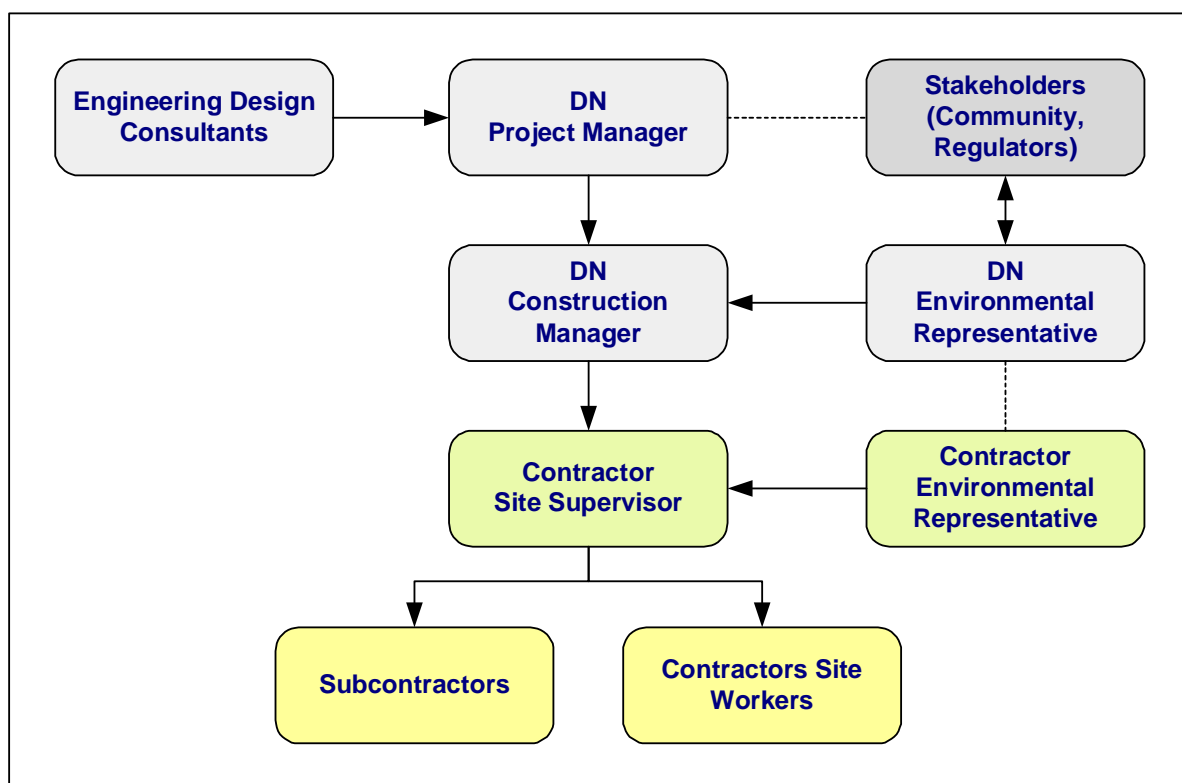 Engineering Design
Consultants
DN
Project Manager
Stakeholders
(Community,
Regulators)
DN
Construction
Manager
DN
Environmental
Representative
Contractor
Site Supervisor
Contractor
Environmental
Representative
Subcontractors
Contractors Site
Workers